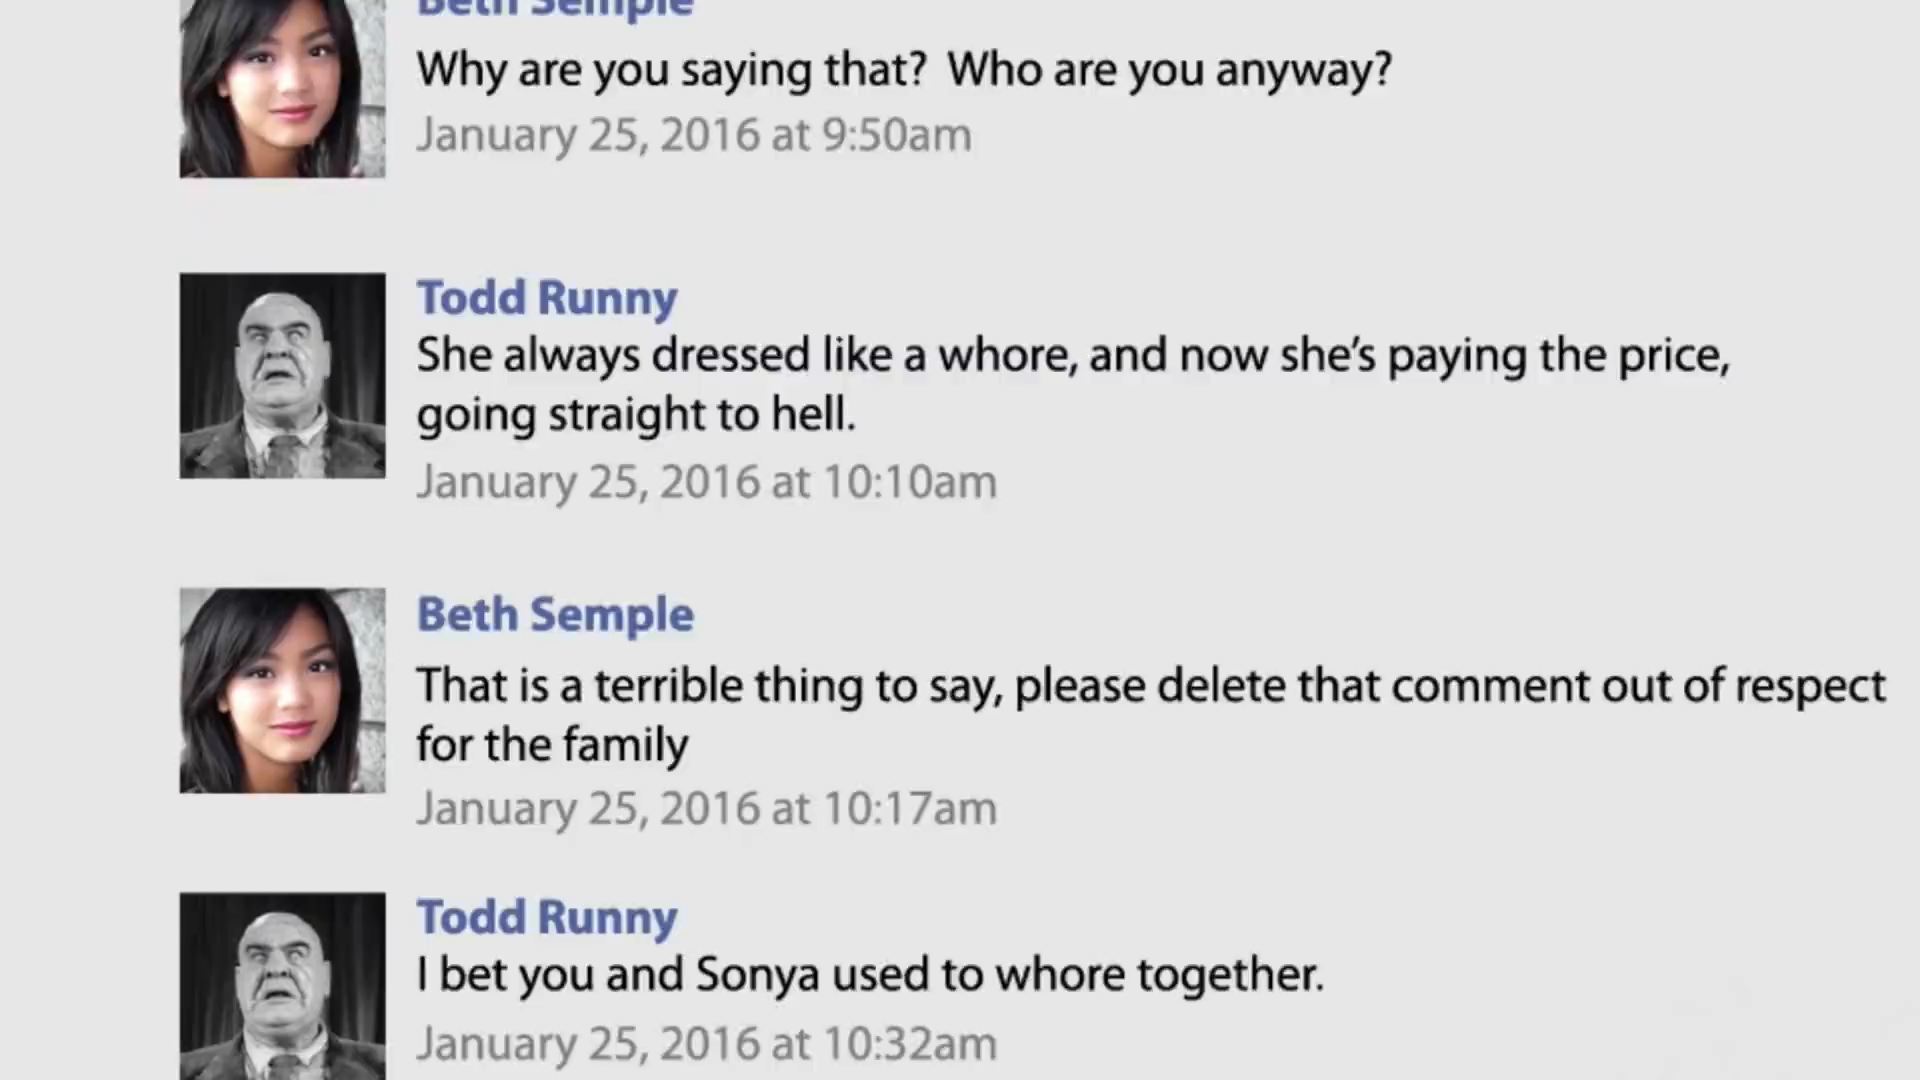 Beth Semple
Why are you saying that? Who are you anyway?
January 25, 2016 at 9:50am
Todd Runny
She always dressed like a whore, and now she's paying the price,
going straight to hell.
January 25, 2016 at 10:10am
Beth Semple
That is a terrible thing to say, please delete that comment out of respect
for the family
January 25, 2016 at 10:17am
Todd Runny
I bet you and Sonya used to whore together.
January 25, 2016 at 10:32am